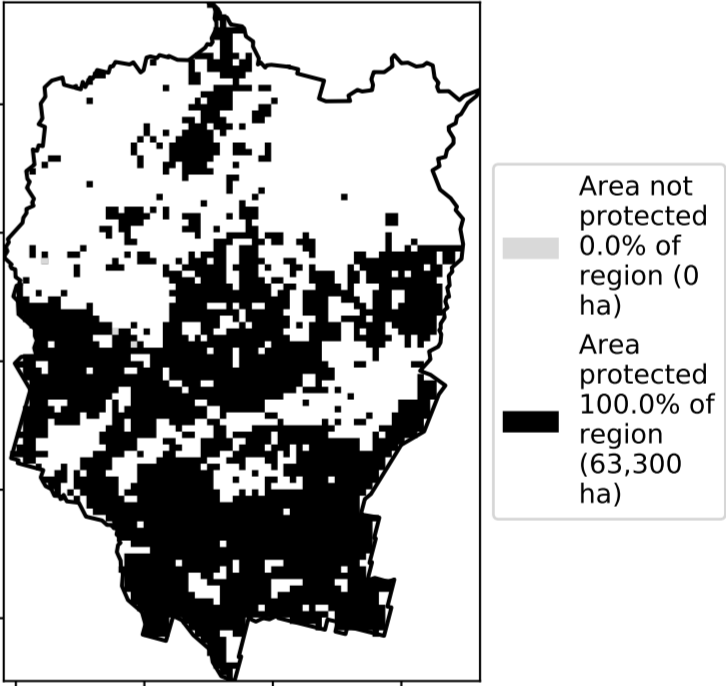 Area not
protected
0.0% of
region (0
ha)
Area
protected
100.0% of
region
(63,300
ha)